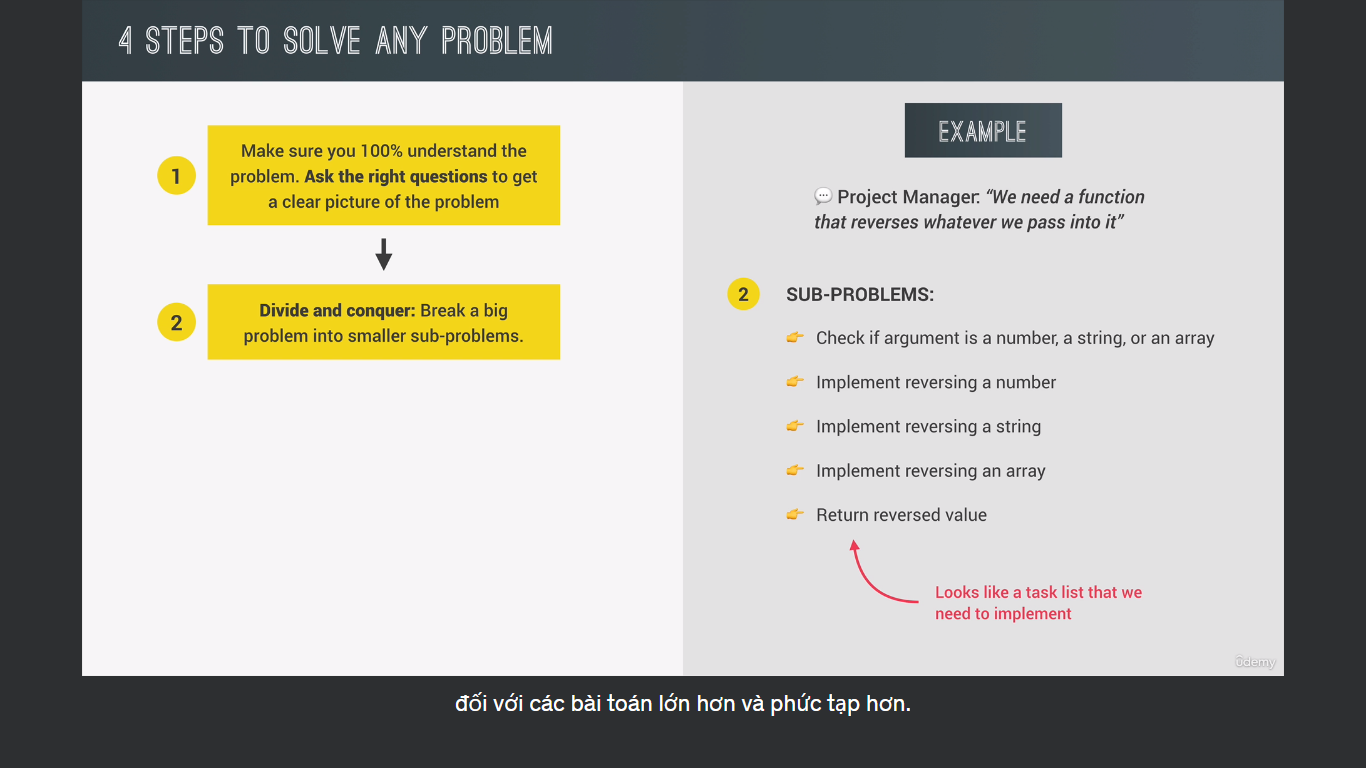 4 STEPS TO SOLVE ANY PROBLEM
1
Make sure you 100% understand the
problem. Ask the right questions to get
a clear picture of the problem
2
Divide and conquer: Break a big
problem into smaller sub-problems.
EXAMPLE
Project Manager: “We need a function
that reverses whatever we pass into it”
2
SUB-PROBLEMS:
Check if argument is a number, a string, or an array
Implement reversing a number
Implement reversing a string
Implement reversing an array
Return reversed value
Looks like a task list that we
need to implement
ûdemy
đối với các bài toán lớn hơn và phức tạp hơn.